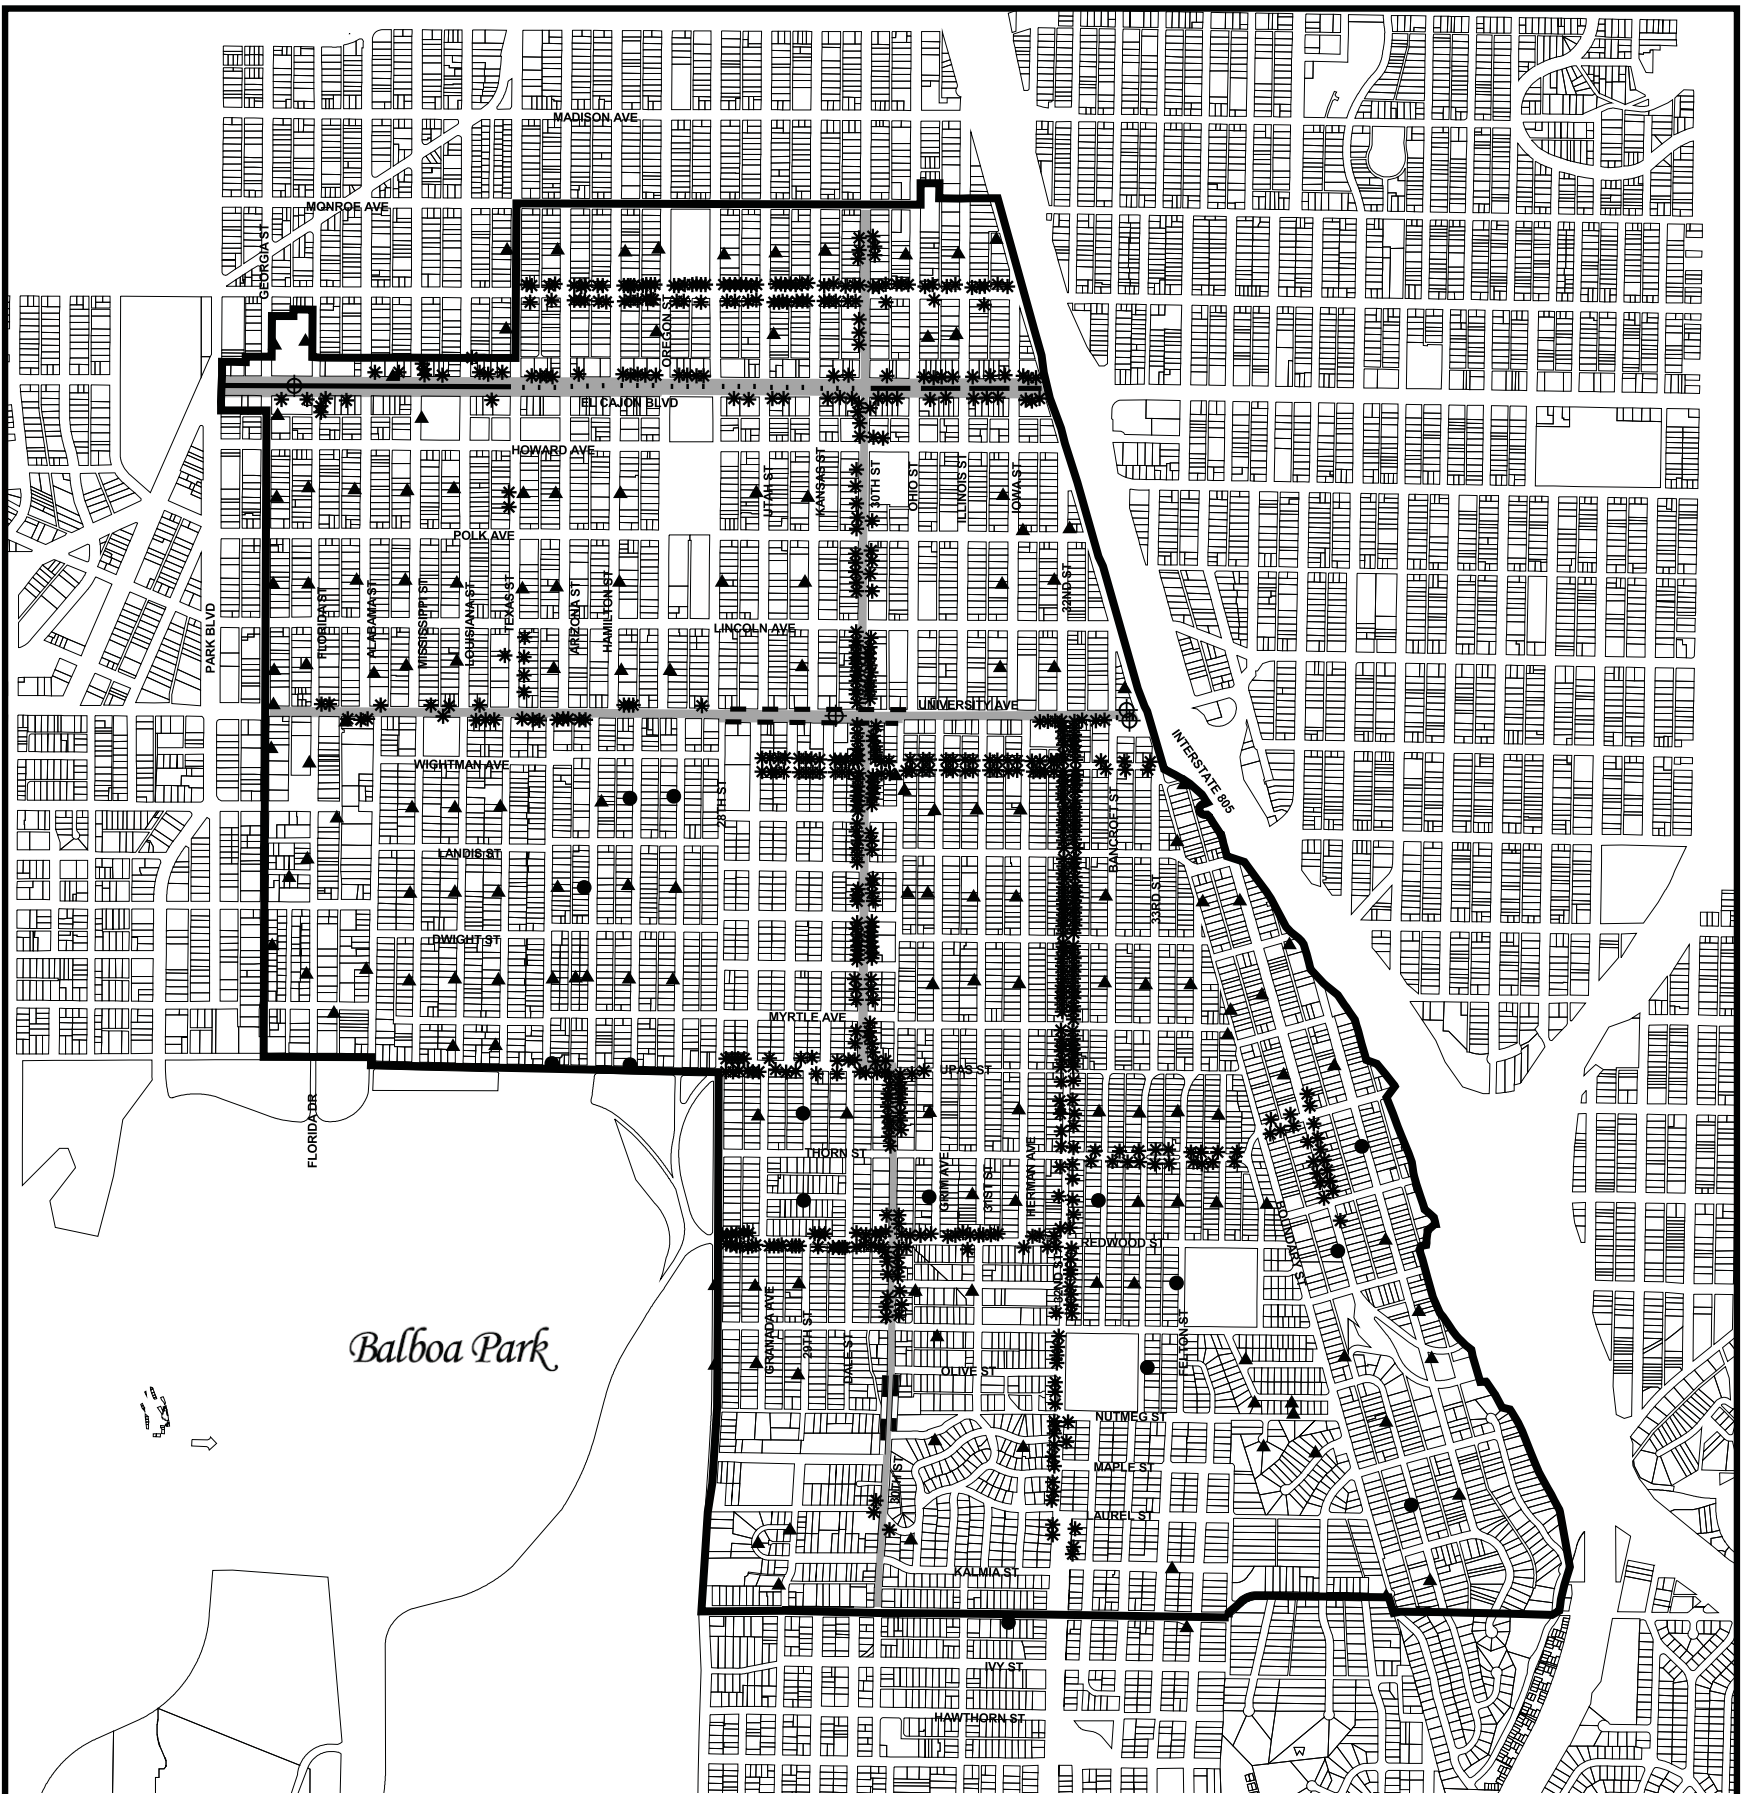 MADISON AVE
MONROE AVE
GEORGIA ST
OREGON ST
EL CAJON BLVD
HOWARD AVE
UTAH ST
KANSAS ST
30TH ST
OHIO ST
ILLINOIS ST
IOWA ST
POLK AVE
PARK BLVD
FLORIDA ST
ALABAMA ST
MISSISSIPPI ST
LOUISIANA ST
TEXAS ST
ARIZONA ST
HAMILTON ST
32ND ST
LINCOLN AVE
UNIVERSITY AVE
INTERSTATE 805
WIGHTMAN AVE
28TH ST
BANCROFT ST
LANDIS ST
33RD ST
DWIGHT ST
MYRTLE AVE
UPAS ST
FLORIDA DR
THORN ST
GRIM AVE
31ST ST
HERMAN AVE
BOUNDARY ST
REDWOOD ST
32ND ST
GRANADA AVE
29TH ST
DALE ST
FELTON ST
Balboa Park
OLIVE ST
NUTMEG ST
30TH ST
MAPLE ST
LAUREL ST
KALMIA ST
IVY ST
HAWTHORN ST